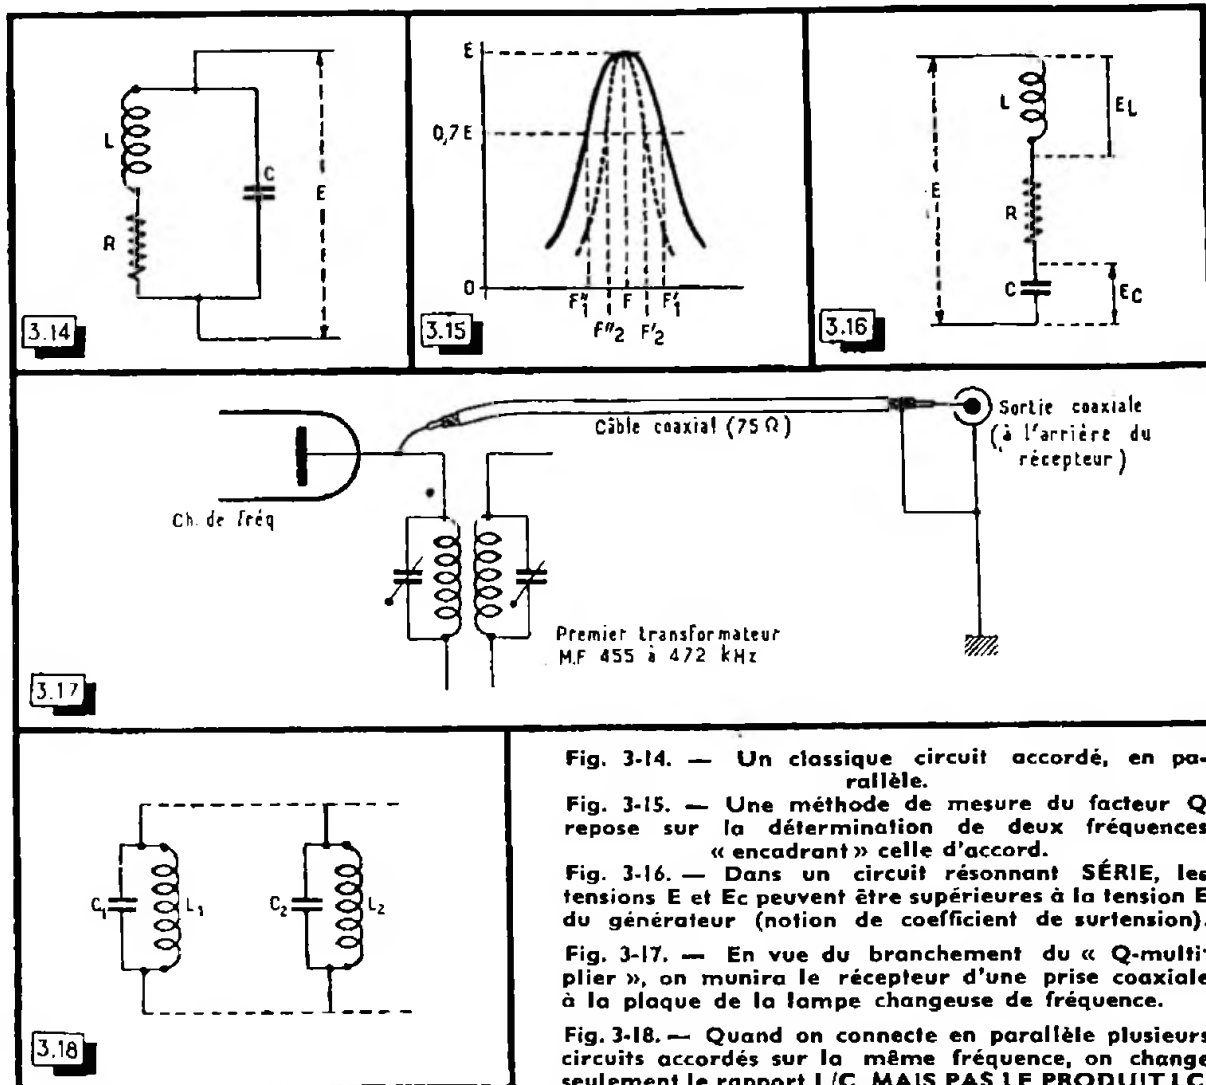 L
R
C
E
3.14
E
0,7 E
0
F"1
F
F'1
F"2
F'2
3.15
E
L
R
C
EL
EC
3.16
Câble coaxial (75 Ω)
Sortie coaxiale
(à l'arrière du
récepteur)
Ch. de fréq
Premier transformateur
M.F 455 à 472 kHz
3.17
C1
L1
C2
L2
3.18
Fig. 3-14. — Un classique circuit accordé, en pa-
rallèle.
Fig. 3-15. — Une méthode de mesure du facteur Q
repose sur la détermination de deux fréquences
« encadrant » celle d'accord.
Fig. 3-16. — Dans un circuit résonnant SÉRIE, les
tensions E et Ec peuvent être supérieures à la tension E
du générateur (notion de coefficient de surtension).
Fig. 3-17. — En vue du branchement du « Q-multi-
plier », on munira le récepteur d'une prise coaxiale
à la plaque de la lampe changeuse de fréquence.
Fig. 3-18. — Quand on connecte en parallèle plusieurs
circuits accordés sur la même fréquence, on change
seulement le rapport L/C, MAIS PAS LE PRODUIT LC